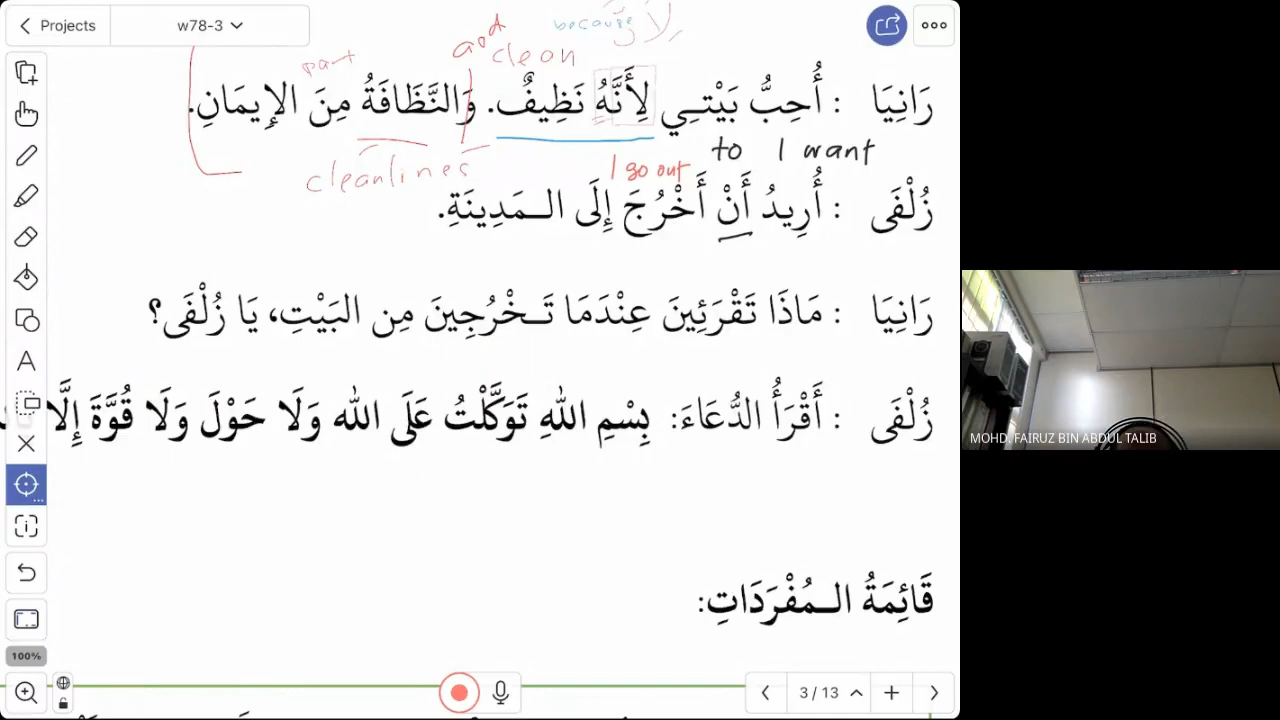 Projects
w78-3
because لِ
and
part
clean
رَانِيَا : أُحِبُّ بَيْتِي لِأَنَّهُ نَظِيفٌ. وَالنَّظَافَةُ مِنَ الإِيمَانِ.
cleanlines
I go out
to I want
زُلْفَى : أُرِيدُ أَنْ أَخْرُجَ إِلَى الـمَدِينَةِ.
رَانِيَا : مَاذَا تَقْرَئِينَ عِنْدَمَا تَـخْرُجِينَ مِن البَيْتِ، يَا زُلْفَى؟
زُلْفَى : أَقْرَأُ الدُّعَاءَ: بِسْمِ اللهِ تَوَكَّلْتُ عَلَى الله وَلَا حَوْلَ وَلَا قُوَّةَ إِلَّا
قَائِمَةُ الـمُفْرَدَاتِ:
A
100%
3 / 13
MOHD. FAIRUZ BIN ABDUL TALIB